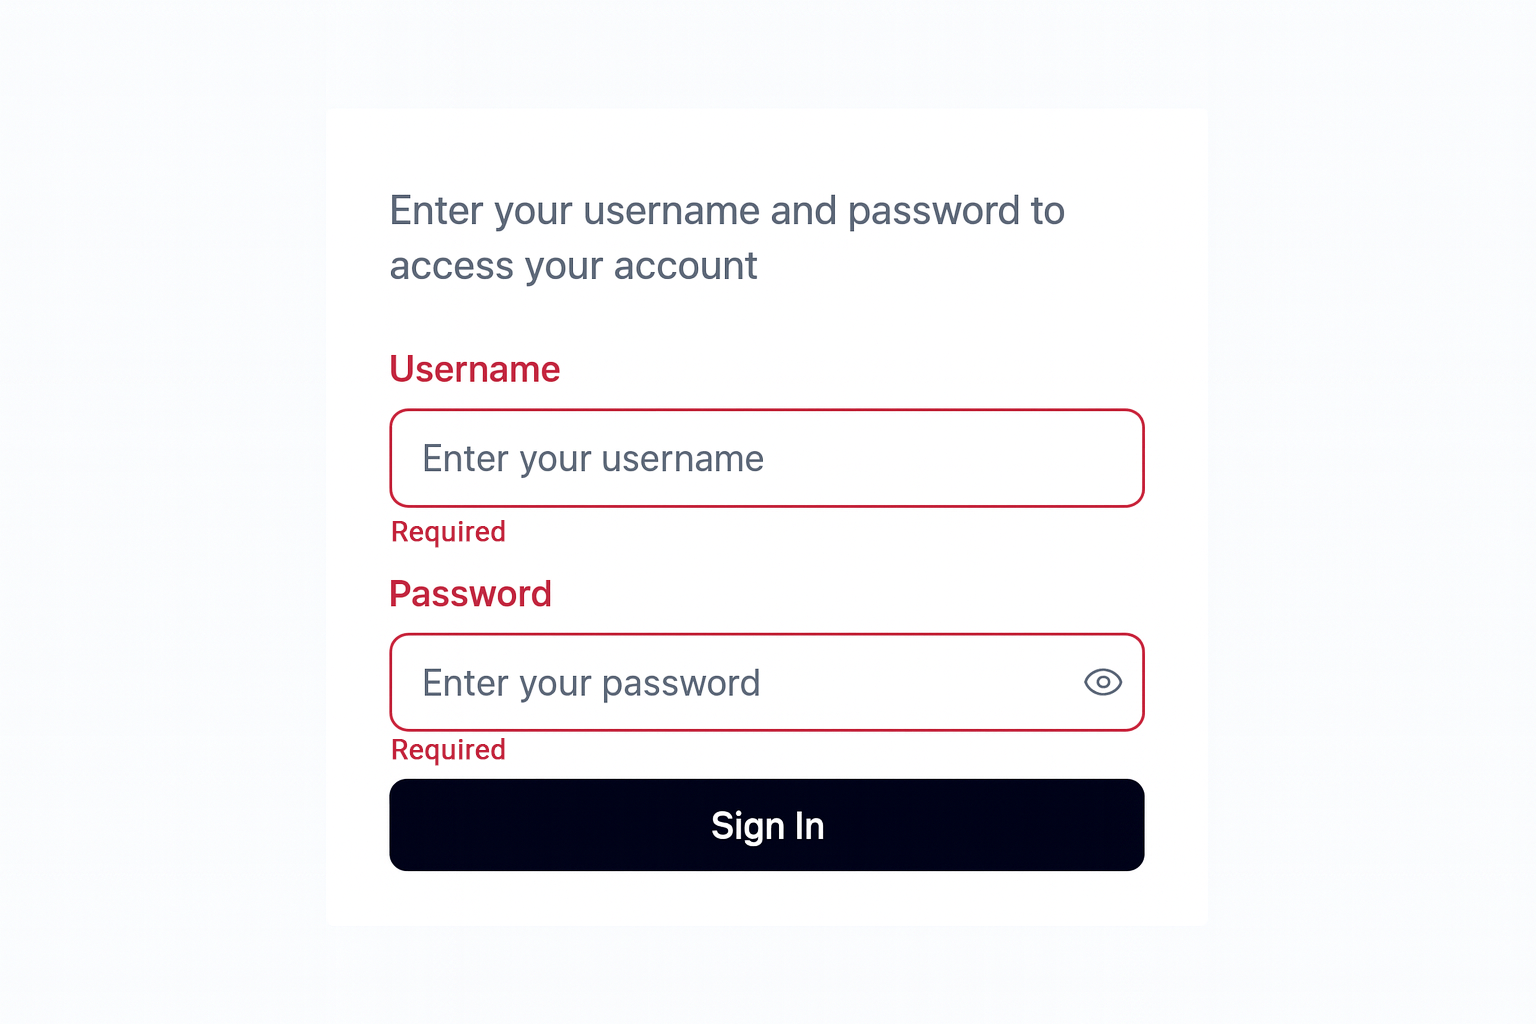 Enter your username and password to
access your account
Username
Enter your username
Required
Password
Enter your password
Required
Sign In